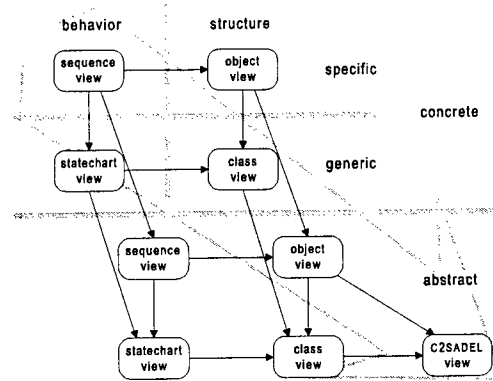 behavior
structure
sequence
view
object
view
specific
concrete
statechart
view
class
view
generic
sequence
view
object
view
abstract
statechart
view
class
view
C2SADEL
view